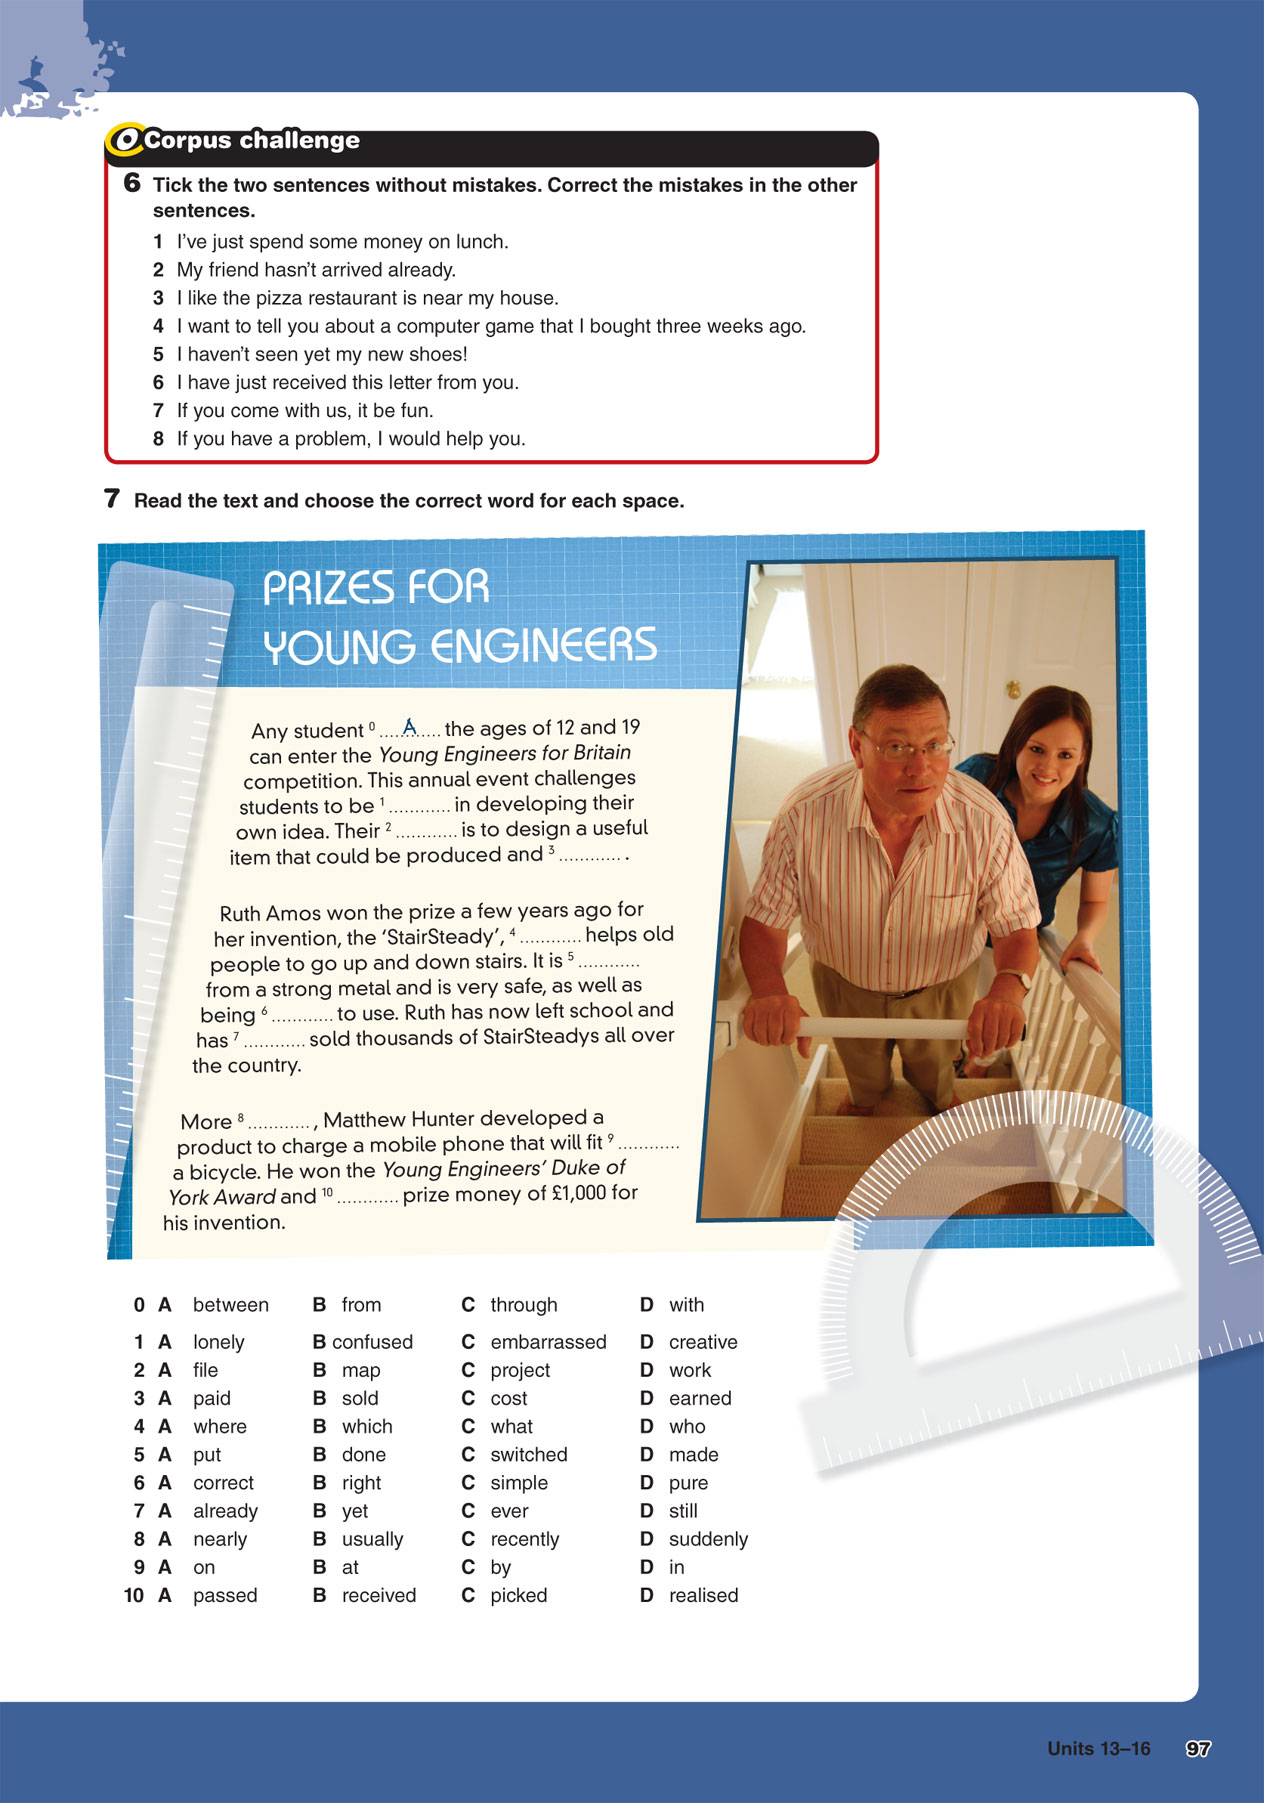 Corpus challenge
6 Tick the two sentences without mistakes. Correct the mistakes in the other
sentences.
1 I've just spend some money on lunch.
2 My friend hasn't arrived already.
3 I like the pizza restaurant is near my house.
4 I want to tell you about a computer game that I bought three weeks ago.
5 I haven't seen yet my new shoes!
6 I have just received this letter from you.
7 If you come with us, it be fun.
8 If you have a problem, I would help you.
7 Read the text and choose the correct word for each space.
PRIZES FOR
YOUNG ENGINEERS
Any student 0 ....A..... the ages of 12 and 19
can enter the Young Engineers for Britain
competition. This annual event challenges
students to be 1 ............ in developing their
own idea. Their 2 ............ is to design a useful
item that could be produced and 3 ............ .
Ruth Amos won the prize a few years ago for
her invention, the 'StairSteady', 4 ............ helps old
people to go up and down stairs. It is 5 ............
from a strong metal and is very safe, as well as
being 6 ............ to use. Ruth has now left school and
has 7 ............ sold thousands of StairSteadys all over
the country.
More 8 ............ , Matthew Hunter developed a
product to charge a mobile phone that will fit 9 ............
a bicycle. He won the Young Engineers' Duke of
York Award and 10 ............ prize money of £1,000 for
his invention.
0 A between B from C through D with
1 A lonely B confused C embarrassed D creative
2 A file B map C project D work
3 A paid B sold C cost D earned
4 A where B which C what D who
5 A put B done C switched D made
6 A correct B right C simple D pure
7 A already B yet C ever D still
8 A nearly B usually C recently D suddenly
9 A on B at C by D in
10 A passed B received C picked D realised
Units 13–16 97